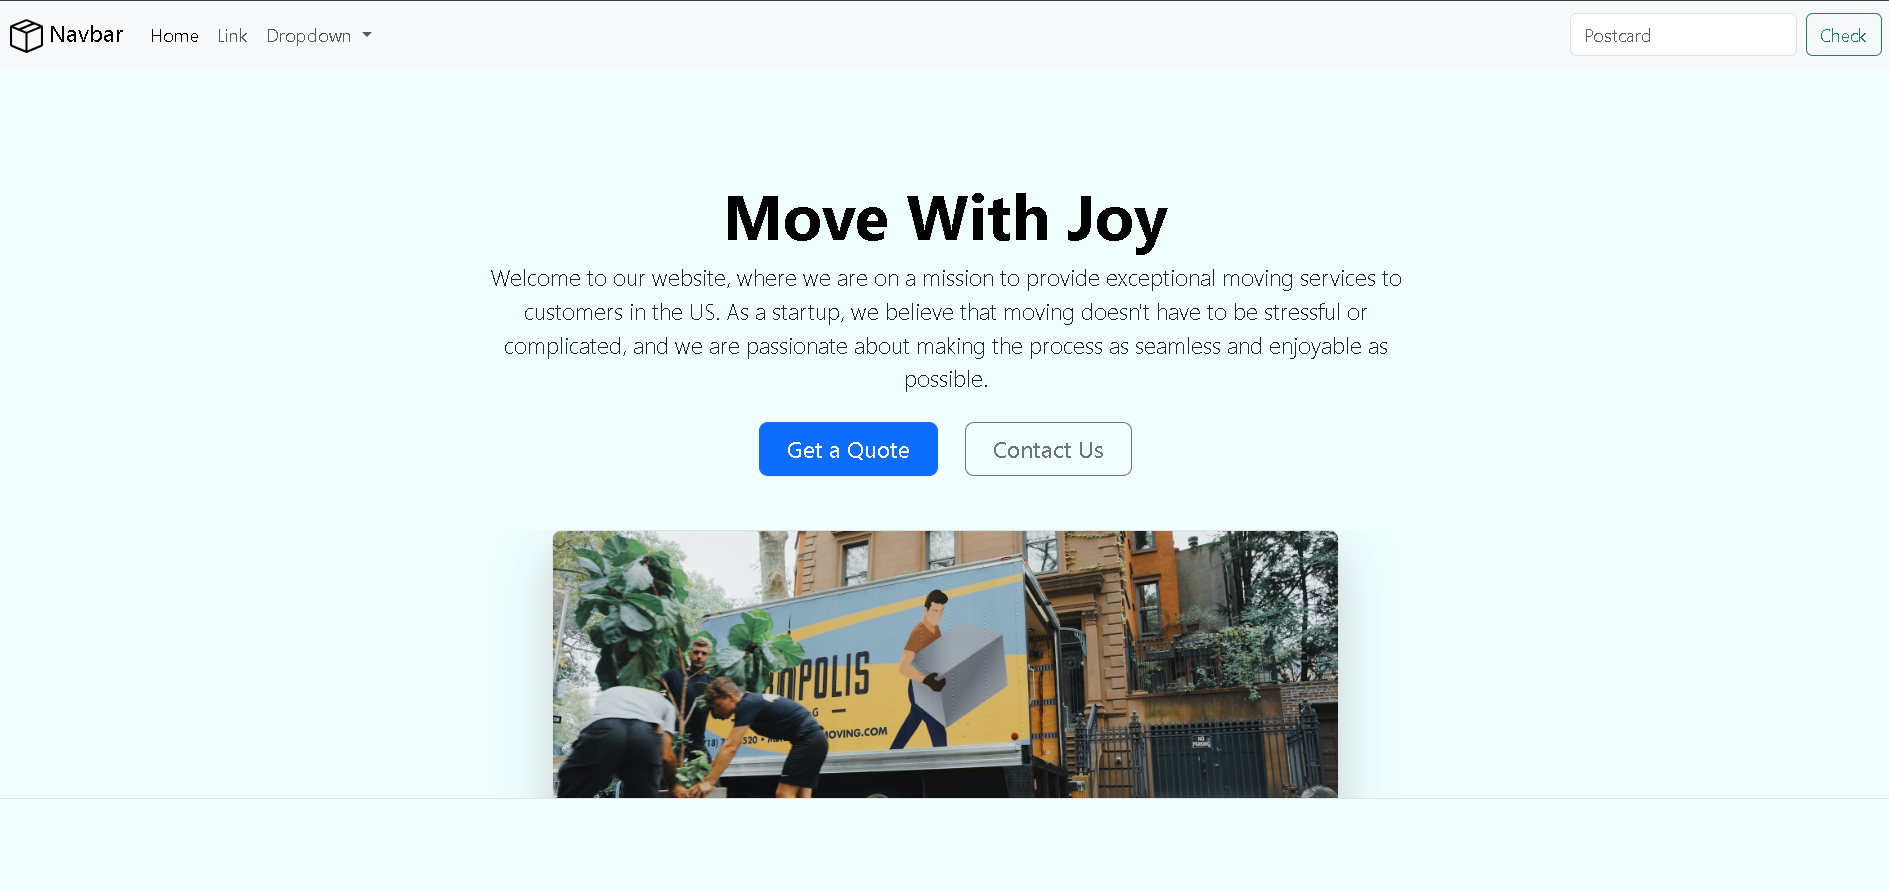 Navbar Home Link Dropdown Postcard Check
Move With Joy
Welcome to our website, where we are on a mission to provide exceptional moving services to
customers in the US. As a startup, we believe that moving doesn't have to be stressful or
complicated, and we are passionate about making the process as seamless and enjoyable as
possible.
Get a Quote Contact Us
POLIS
G
MOVING.COM
NO
PARKING